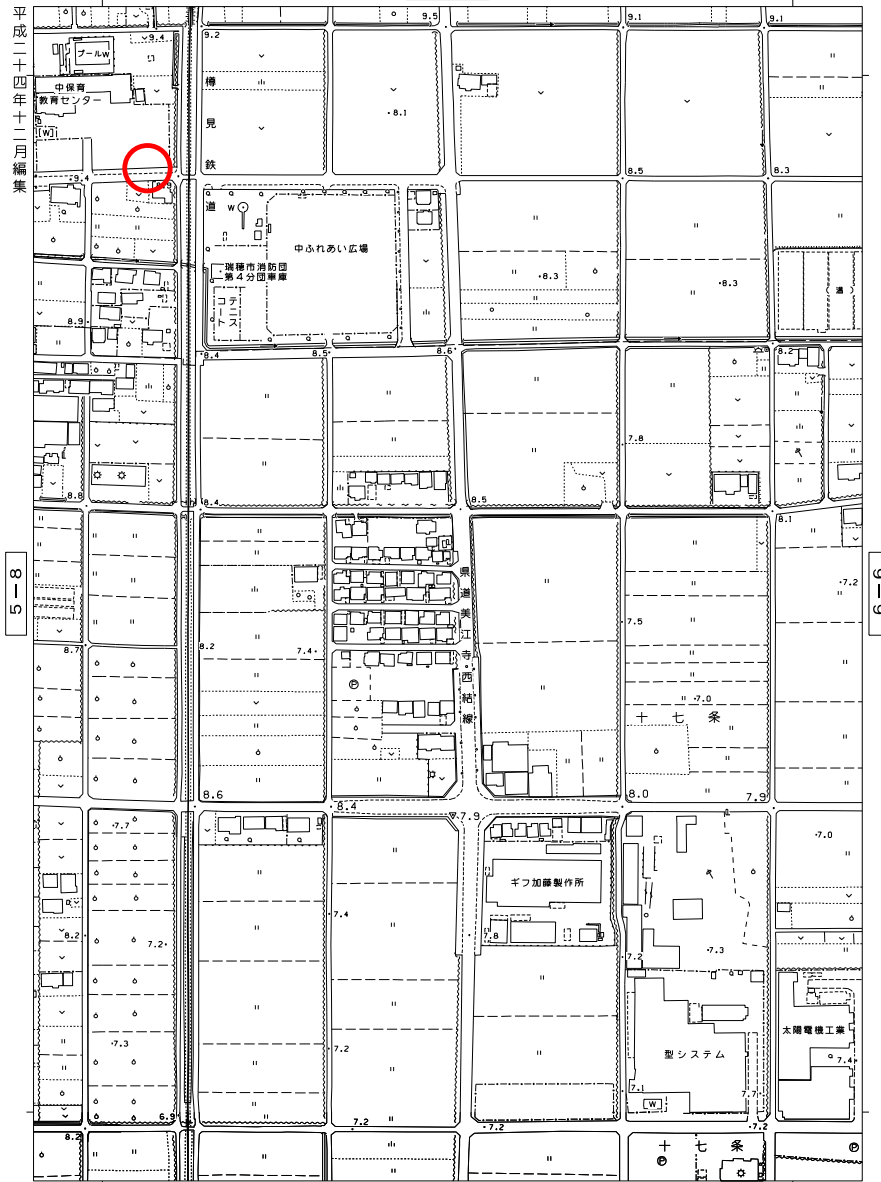 平成二十四年十二月編集
9.5
9.1
9.1
9.4
9.2
プールW
中保育
教育センター
[W]
樽見鉄道
8.1
9.4
8.5
8.3
W
中ふれあい広場
瑞穂市消防団
第4分団車庫
テニス
コート
8.3
8.3
温
8.9
8.4
8.5
8.6
8.2
7.8
8.8
8.4
8.5
8.1
5-8
6-6
県道美江寺西結線
7.2
7.5
8.7
8.2
7.4
P
7.0
十七条
8.6
8.4
7.9
8.0
7.9
7.7
7.0
ギフ加藤製作所
7.4
8.2
7.2
7.8
7.2
7.3
7.3
7.2
型システム
太陽電機工業
7.4
7.1
7.7
W
6.9
7.2
7.2
7.2
8.2
十七条
P
P